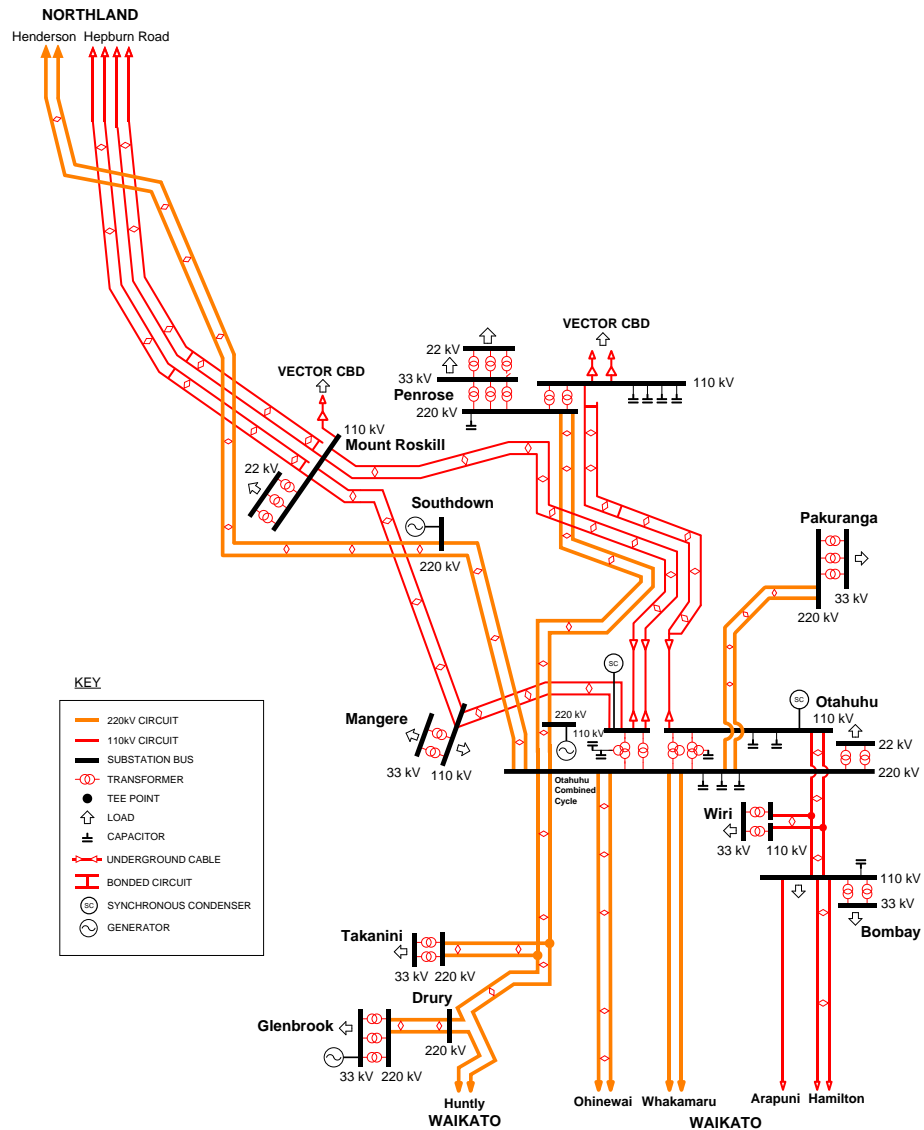 NORTHLAND
Henderson Hepburn Road
VECTOR CBD
22 kV
33 kV
Penrose
220 kV
110 kV
VECTOR CBD
110 kV
Mount Roskill
22 kV
Southdown
220 kV
Pakuranga
33 kV
220 kV
KEY
220kV CIRCUIT
110kV CIRCUIT
SUBSTATION BUS
TRANSFORMER
TEE POINT
LOAD
CAPACITOR
UNDERGROUND CABLE
BONDED CIRCUIT
SC SYNCHRONOUS CONDENSER
GENERATOR
SC
SC
Mangere
33 kV
110 kV
220 kV
110 kV
Otahuhu
Combined
Cycle
Otahuhu
110 kV
22 kV
220 kV
Wiri
33 kV 110 kV
110 kV
33 kV
Bombay
Takanini
33 kV 220 kV
Drury
220 kV
Glenbrook
33 kV 220 kV
Huntly
WAIKATO
Ohinewai Whakamaru
Arapuni Hamilton
WAIKATO